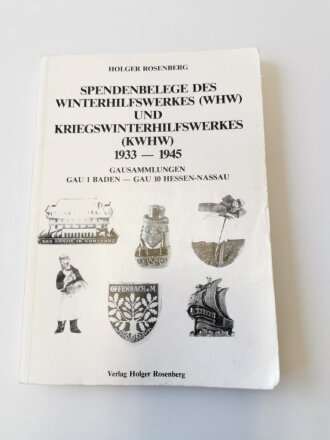 HOLGER ROSENBERG
SPENDENBELEGE DES
WINTERHILFSWERKES (WHW)
UND
KRIEGSWINTERHILFSWERKES
(KWHW)
1933 — 1945
GAUSAMMLUNGEN
GAU 1 BADEN — GAU 10 HESSEN-NASSAU
OFFENBACH a. M.
Verlag Holger Rosenberg